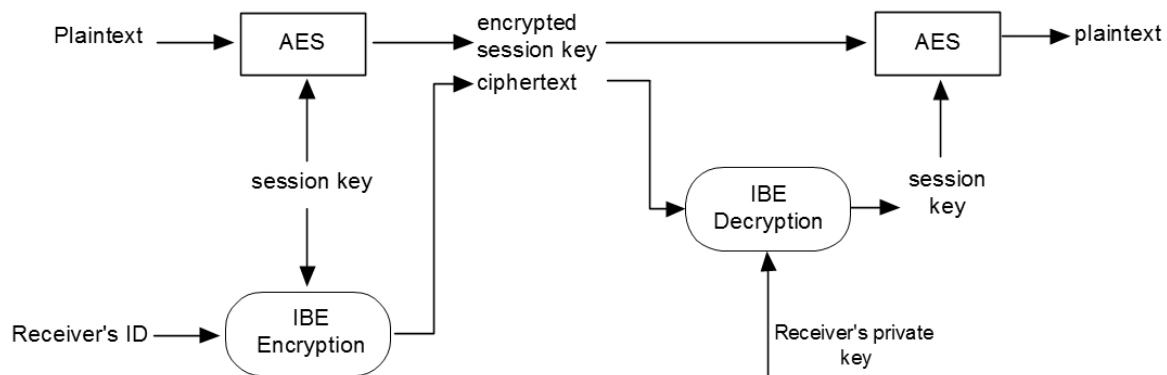 Plaintext
AES
encrypted
session key
ciphertext
AES
plaintext
session key
IBE
Decryption
session
key
Receiver's ID
IBE
Encryption
Receiver's private
key